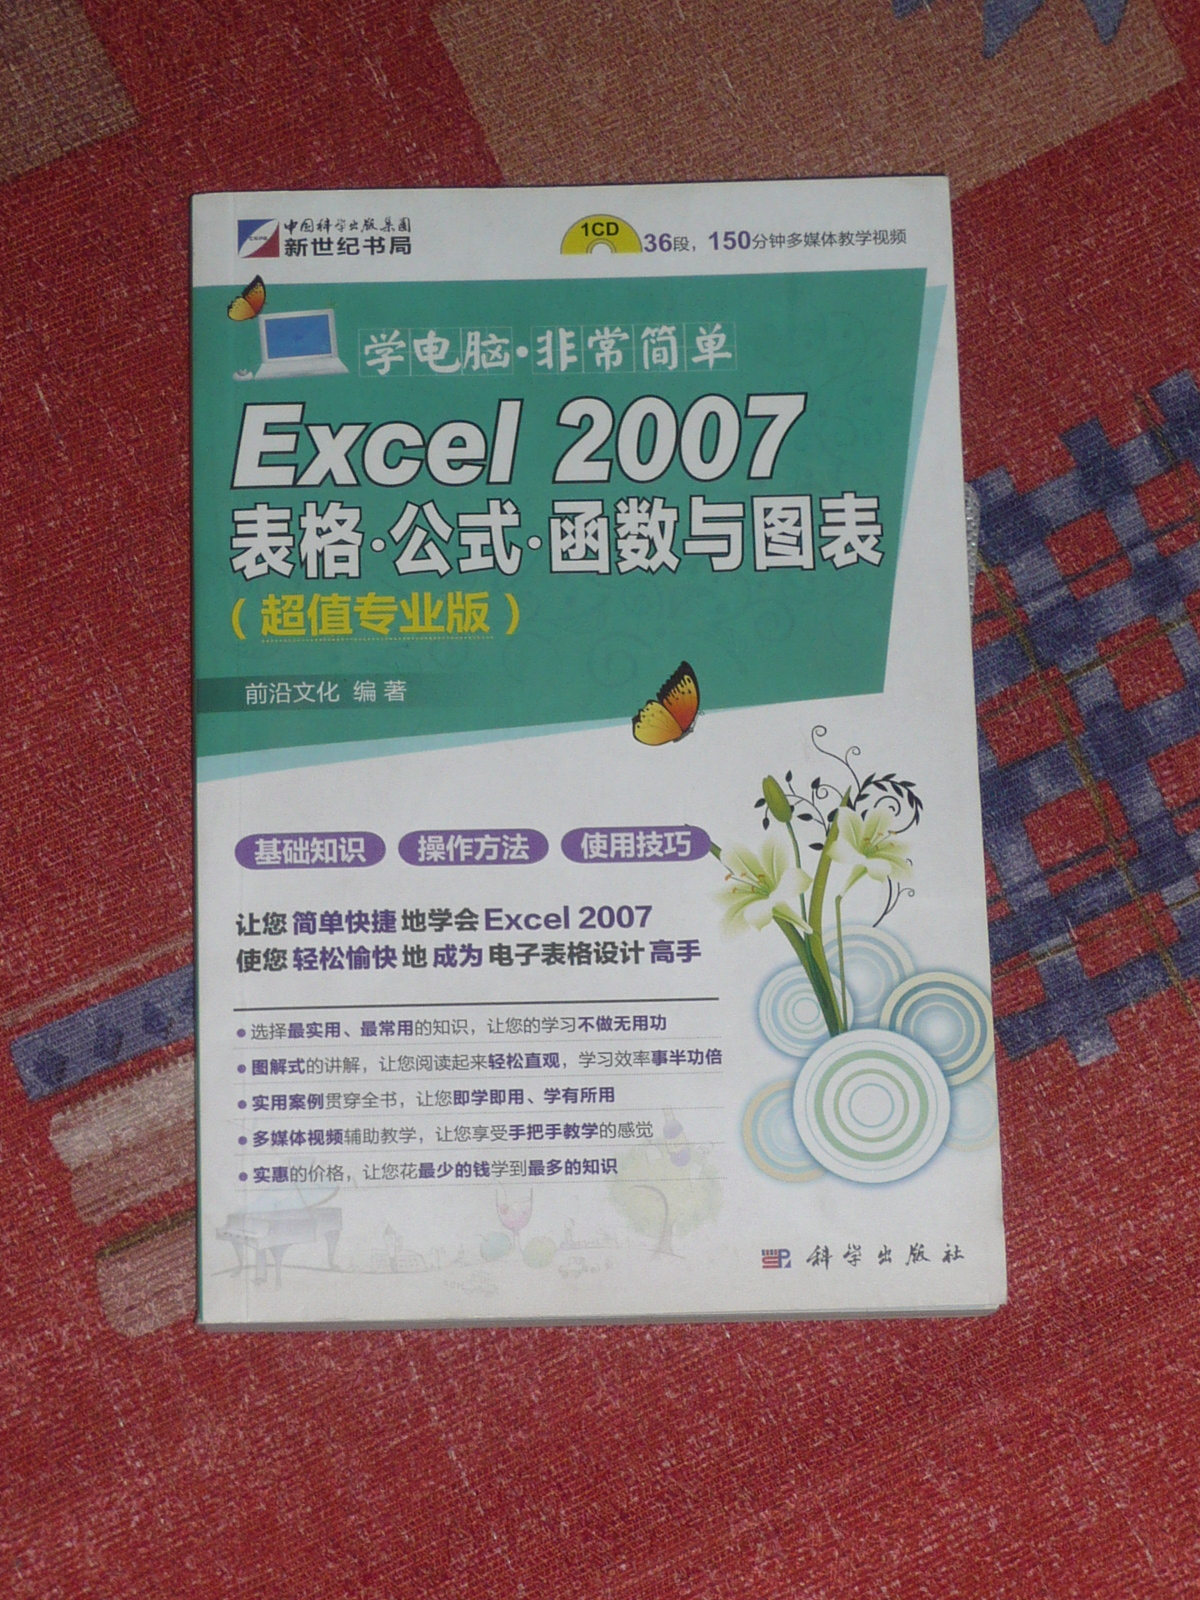 中国科学出版集团
新世纪书局
1CD
36段，150分钟多媒体教学视频
学电脑·非常简单
Excel 2007
表格·公式·函数与图表
（超值专业版）
前沿文化 编著
基础知识 操作方法 使用技巧
让您简单快捷地学会Excel 2007
使您轻松愉快地成为电子表格设计高手
•选择最实用、最常用的知识，让您的学习不做无用功
•图解式的讲解，让您阅读起来轻松直观，学习效率事半功倍
•实用案例贯穿全书，让您即学即用、学有所用
•多媒体视频辅助教学，让您享受手把手教学的感觉
•实惠的价格，让您花最少的钱学到最多的知识
科学出版社